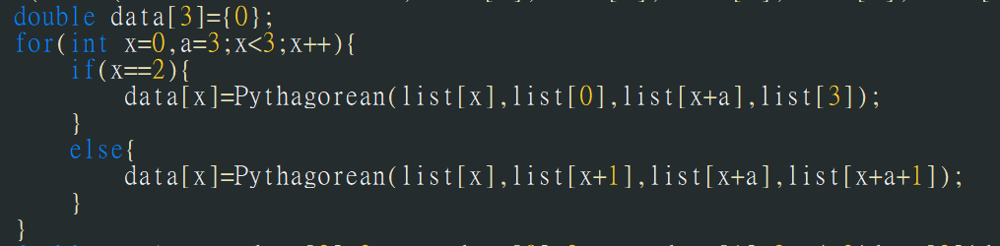 double data[3]={0};
for(int x=0,a=3;x<3;x++){
    if(x==2){
        data[x]=Pythagorean(list[x],list[0],list[x+a],list[3]);
    }
    else{
        data[x]=Pythagorean(list[x],list[x+1],list[x+a],list[x+a+1]);
    }
}